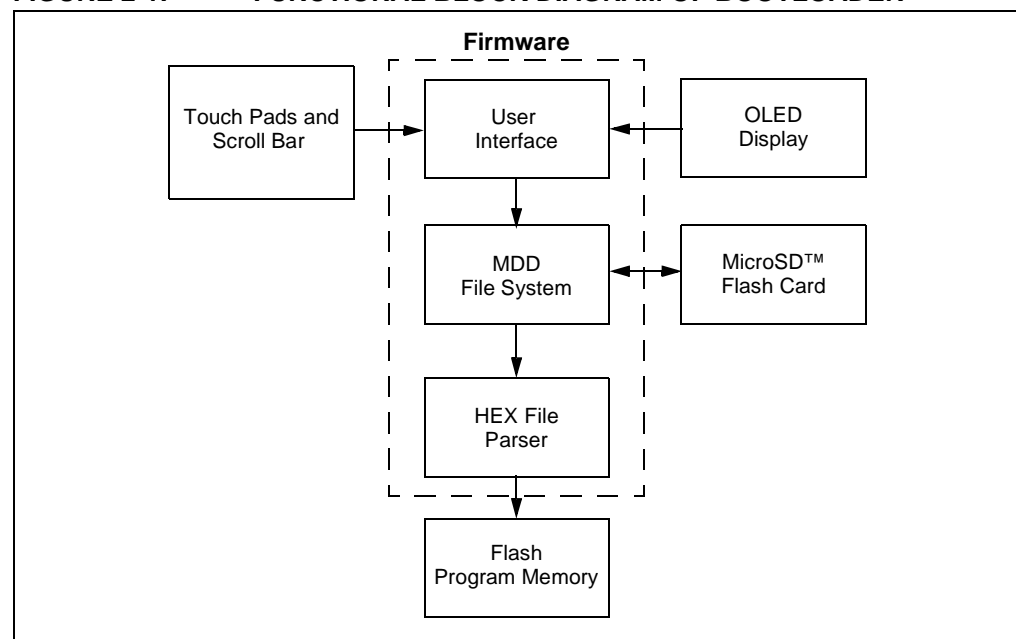 Firmware
Touch Pads and
Scroll Bar
User
Interface
OLED
Display
MDD
File System
MicroSD™
Flash Card
HEX File
Parser
Flash
Program Memory